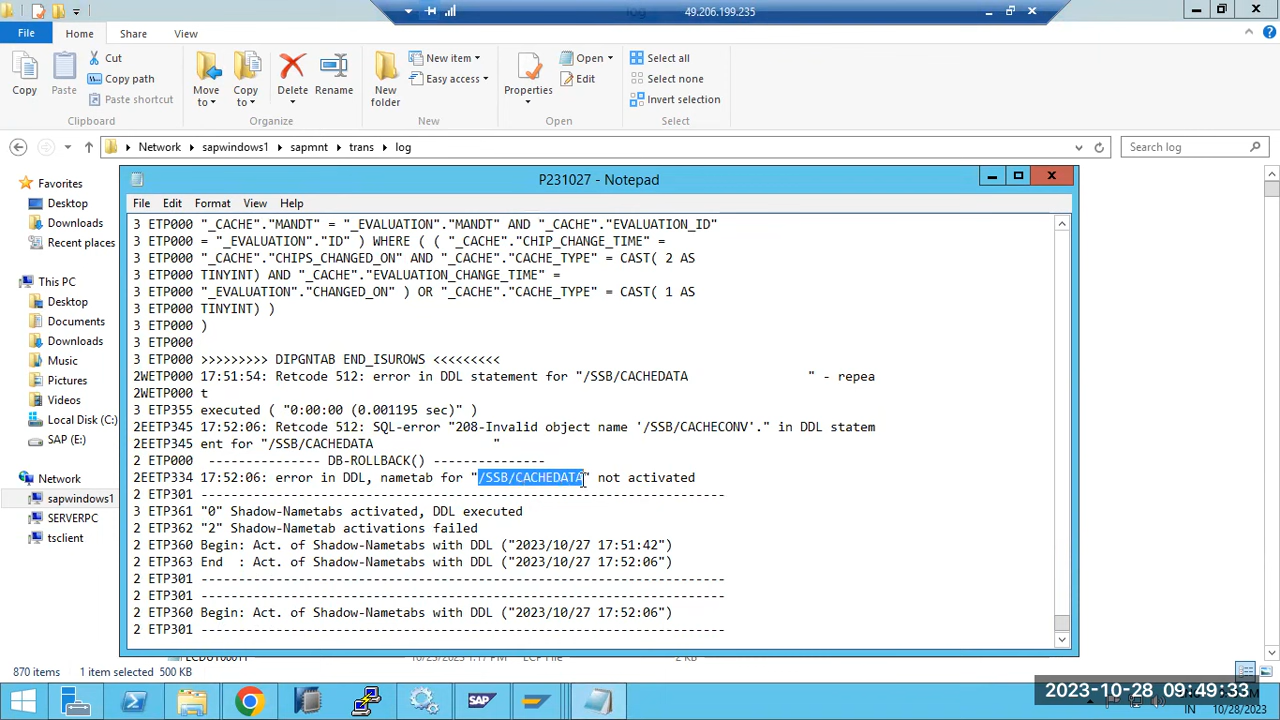 49.206.199.235
File
Home
Share
View
Copy
Paste
Cut
Copy path
Paste shortcut
Clipboard
Move to
Copy to
Delete
Rename
Organize
New folder
New item
Easy access
New
Properties
Open
Edit
Open
Select all
Select none
Invert selection
Select
Network
sapwindows1
sapmnt
trans
log
Search log
Favorites
Desktop
Downloads
Recent places
This PC
Desktop
Documents
Downloads
Music
Pictures
Videos
Local Disk (C:)
SAP (E:)
Network
sapwindows1
SERVERPC
tsclient
P231027 - Notepad
File Edit Format View Help
3 ETP000 "_CACHE"."MANDT" = "_EVALUATION"."MANDT" AND "_CACHE"."EVALUATION_ID"
3 ETP000 = "_EVALUATION"."ID" ) WHERE ( ( "_CACHE"."CHIP_CHANGE_TIME" =
3 ETP000 "_CACHE"."CHIPS_CHANGED_ON" AND "_CACHE"."CACHE_TYPE" = CAST( 2 AS
3 ETP000 TINYINT) AND "_CACHE"."EVALUATION_CHANGE_TIME" =
3 ETP000 "_EVALUATION"."CHANGED_ON" ) OR "_CACHE"."CACHE_TYPE" = CAST( 1 AS
3 ETP000 TINYINT) )
3 ETP000 )
3 ETP000
3 ETP000 >>>>>>>>> DIPGNTAB END_ISUROWS <<<<<<<<<
2WETP000 17:51:54: Retcode 512: error in DDL statement for "/SSB/CACHEDATA                " - repea
2WETP000 t
3 ETP355 executed ( "0:00:00 (0.001195 sec)" )
2EETP345 17:52:06: Retcode 512: SQL-error "208-Invalid object name '/SSB/CACHECONV'." in DDL statem
2EETP345 ent for "/SSB/CACHEDATA                "
2 ETP000 --------------- DB-ROLLBACK() ---------------
2EETP334 17:52:06: error in DDL, nametab for "/SSB/CACHEDATA" not activated
2 ETP301 ----------------------------------------------------------------------
3 ETP361 "0" Shadow-Nametabs activated, DDL executed
2 ETP362 "2" Shadow-Nametab activations failed
2 ETP360 Begin: Act. of Shadow-Nametabs with DDL ("2023/10/27 17:51:42")
2 ETP363 End  : Act. of Shadow-Nametabs with DDL ("2023/10/27 17:52:06")
2 ETP301 ----------------------------------------------------------------------
2 ETP301 ----------------------------------------------------------------------
2 ETP360 Begin: Act. of Shadow-Nametabs with DDL ("2023/10/27 17:52:06")
2 ETP301 ----------------------------------------------------------------------
870 items
1 item selected 500 KB
SAP
2023-10-28 09:49:33
IN
10/28/2023